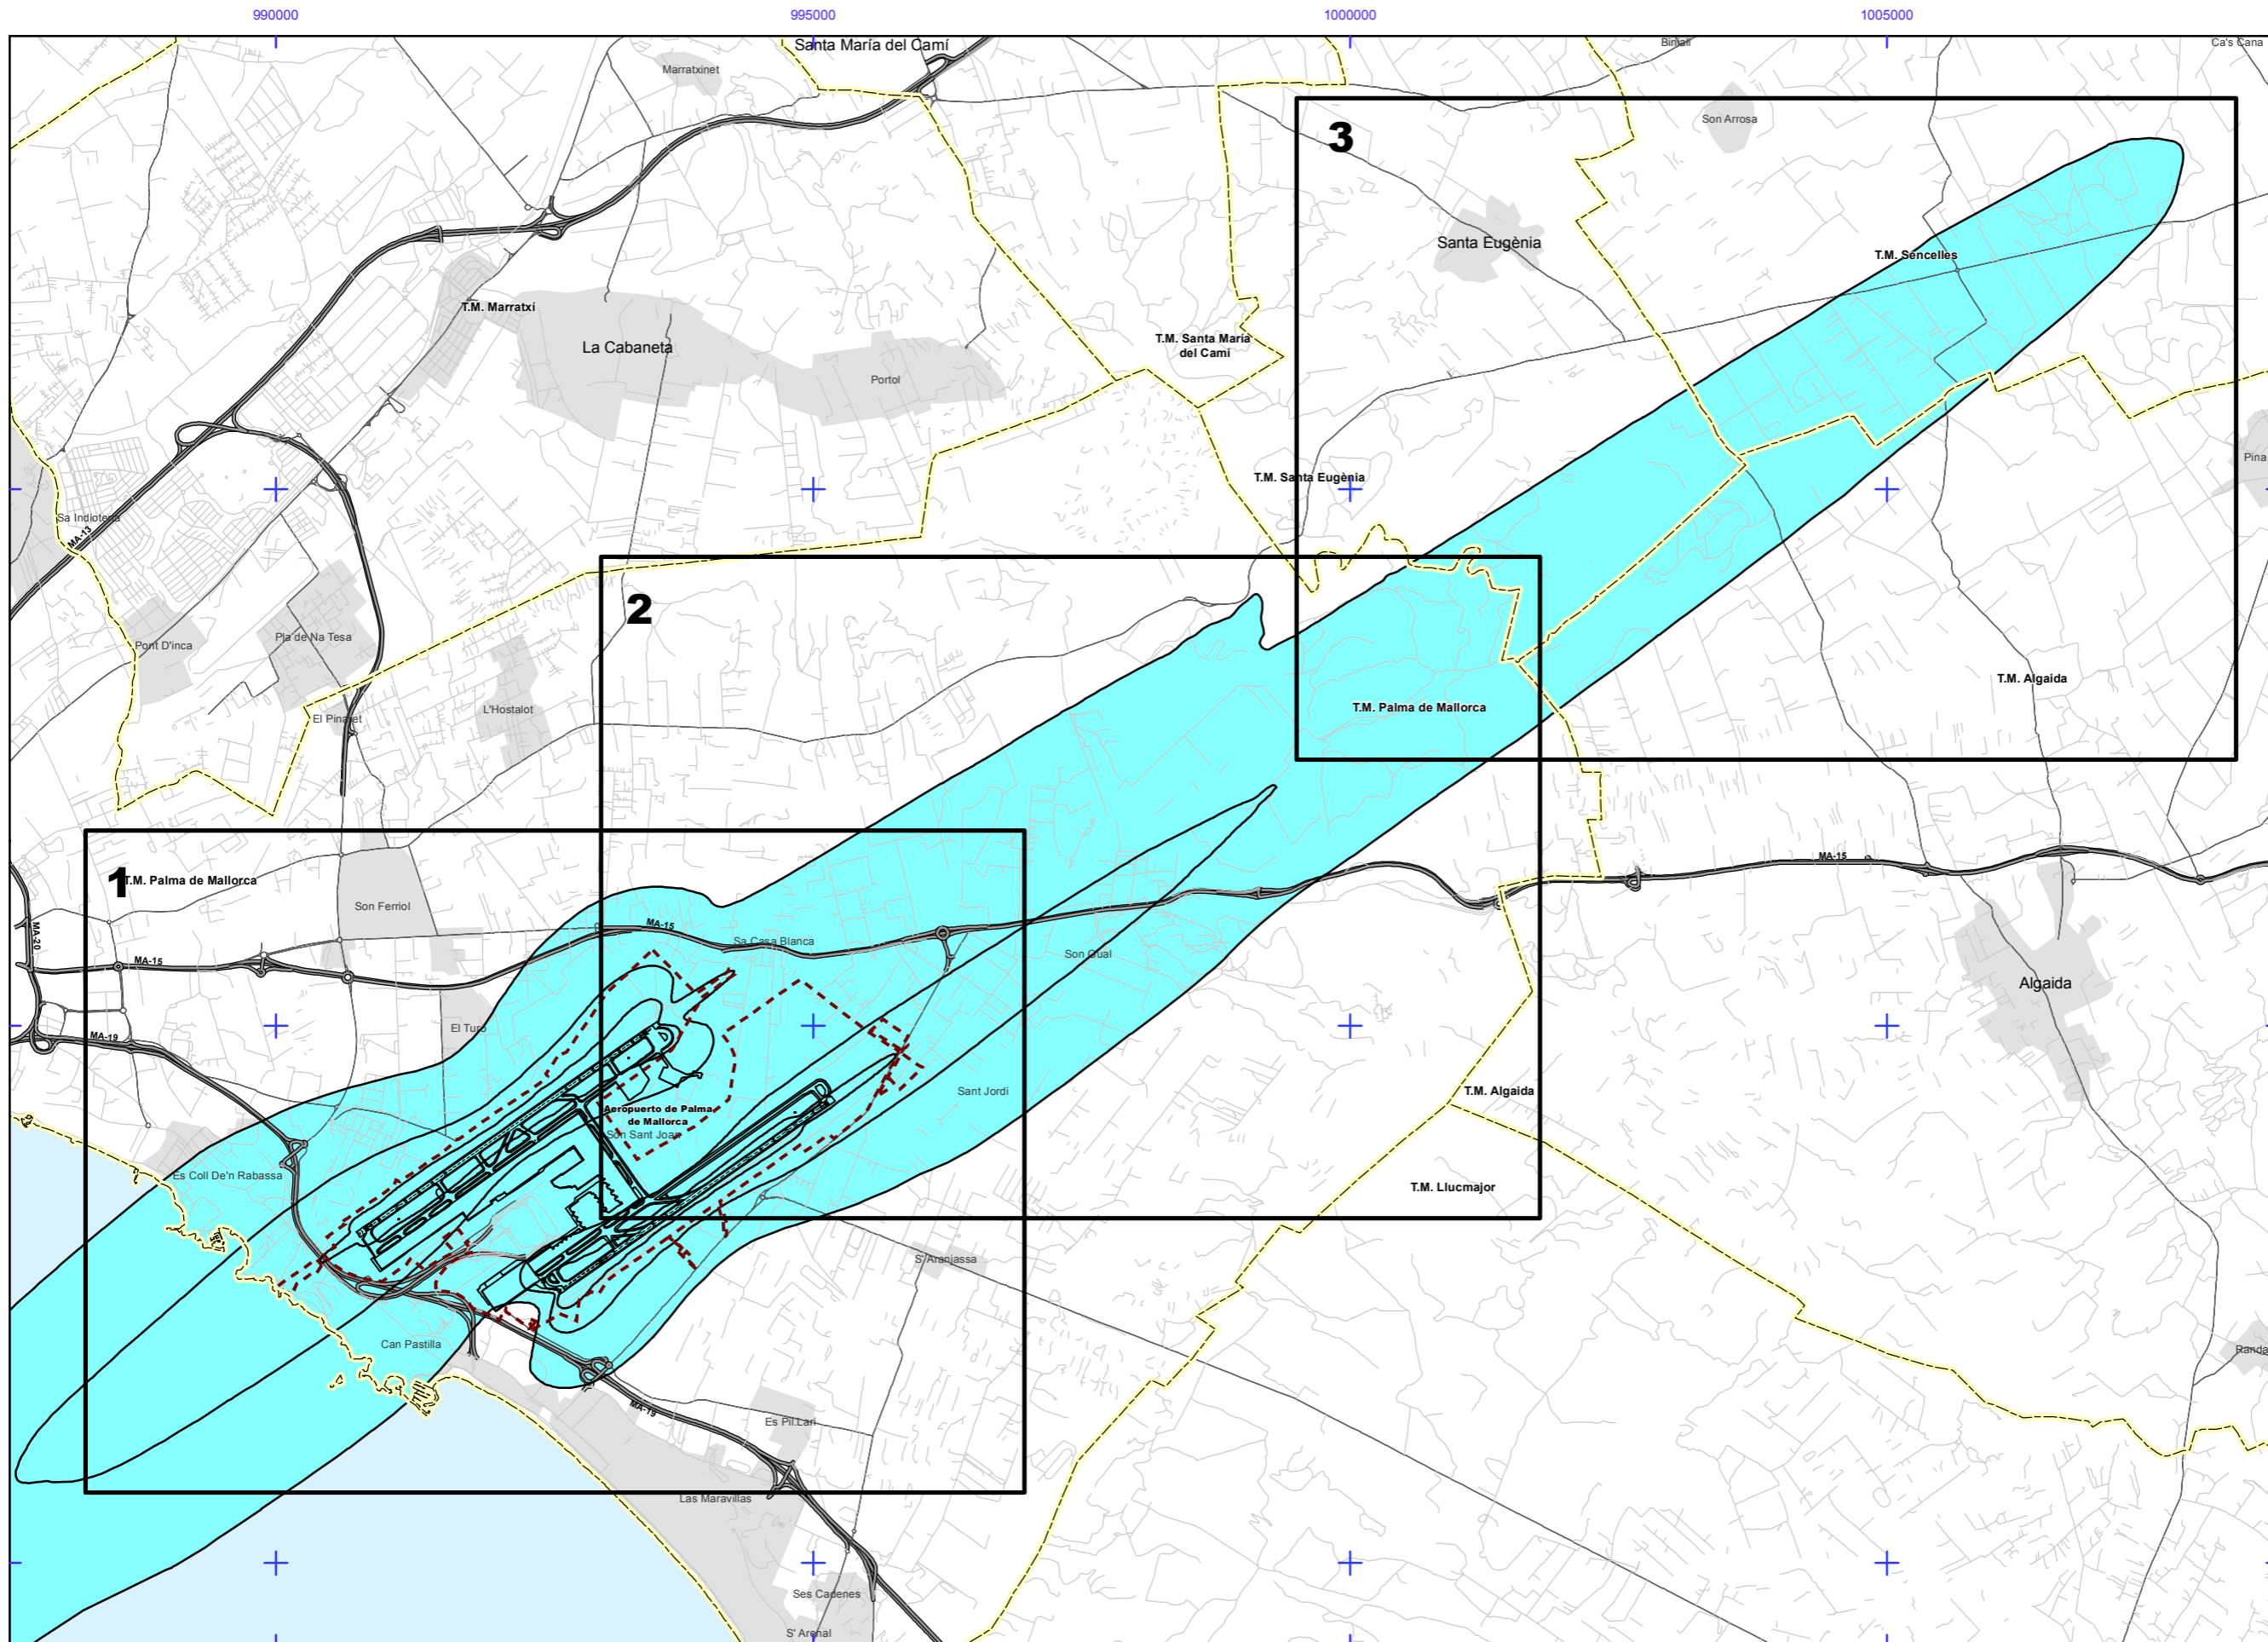 990000
995000
1000000
1005000
Santa María del Camí
Marratxinet
Biniali
Ca's Cana
3
Son Arrosa
Santa Eugènia
T.M. Sencelles
T.M. Marratxí
La Cabaneta
T.M. Santa María
del Camí
Portol
Pina
T.M. Santa Eugènia
Sa Indioteria
MA-13
2
Pont D'inca
Pla de Na Tesa
T.M. Algaida
L'Hostalot
T.M. Palma de Mallorca
El Pinaret
MA-15
1
T.M. Palma de Mallorca
Son Ferriol
MA-20
MA-15
Sa Casa Blanca
Son Gual
MA-15
Algaida
El Turó
MA-19
Sant Jordi
T.M. Algaida
Aeropuerto de Palma
de Mallorca
Son Sant Joan
Es Coll De'n Rabassa
T.M. Llucmajor
S'Aranjassa
Can Pastilla
Randa
MA-19
Es Pil.Lari
Las Maravillas
Ses Cadenes
S' Arenal